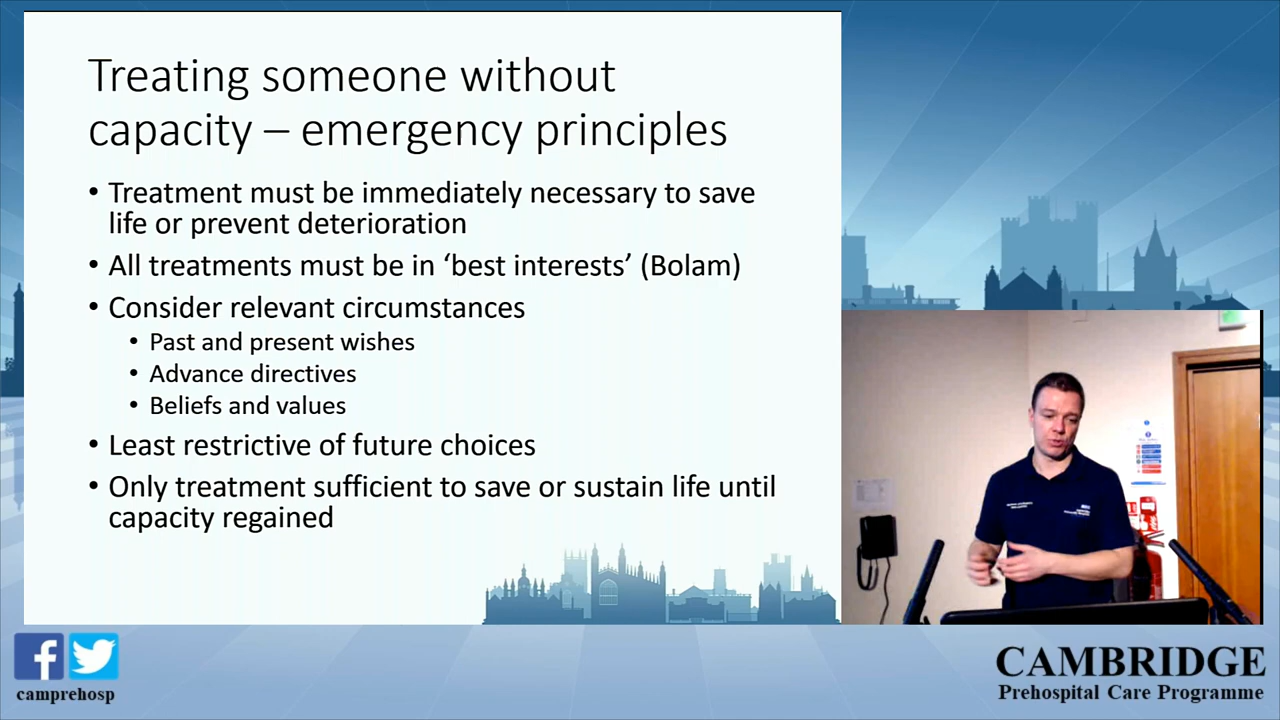 Treating someone without
capacity – emergency principles
• Treatment must be immediately necessary to save
life or prevent deterioration
• All treatments must be in ‘best interests’ (Bolam)
• Consider relevant circumstances
• Past and present wishes
• Advance directives
• Beliefs and values
• Least restrictive of future choices
• Only treatment sufficient to save or sustain life until
capacity regained
camprehosp
CAMBRIDGE
Prehospital Care Programme